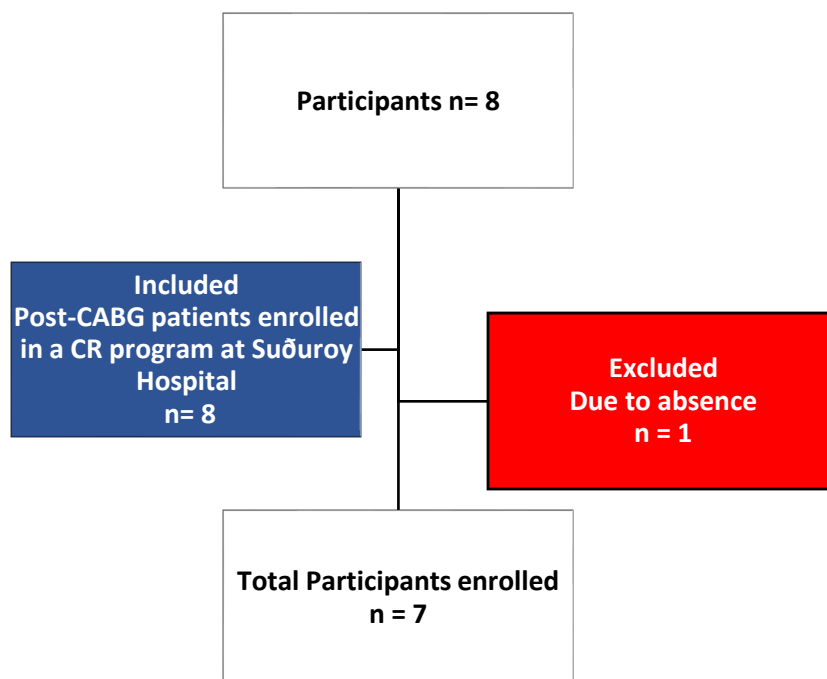 Participants n= 8
Included
Post-CABG patients enrolled
in a CR program at Suðuroy
Hospital
n= 8
Excluded
Due to absence
n = 1
Total Participants enrolled
n = 7